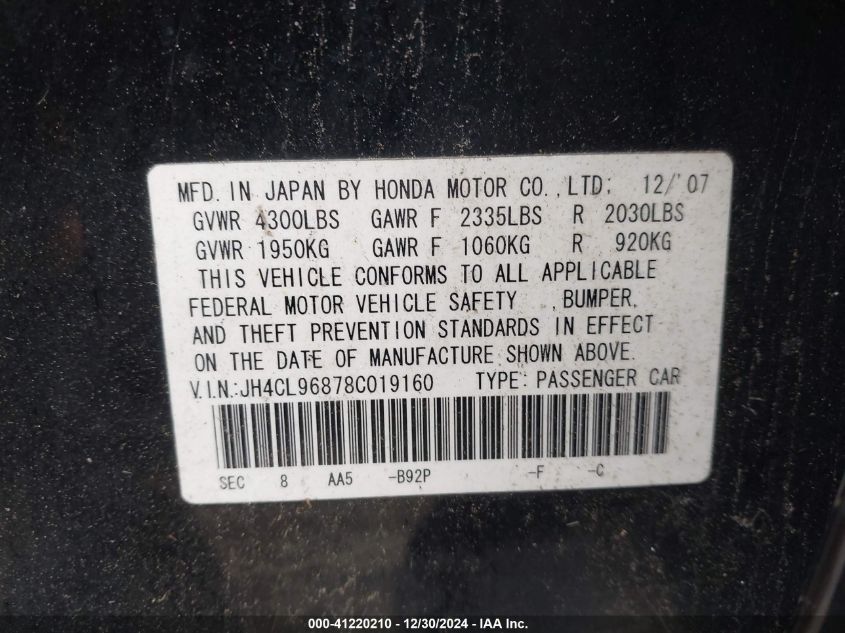 MFD. IN JAPAN BY HONDA MOTOR CO., LTD; 12/'07
GVWR 4300LBS GAWR F 2335LBS R 2030LBS
GVWR 1950KG GAWR F 1060KG R 920KG
THIS VEHICLE CONFORMS TO ALL APPLICABLE
FEDERAL MOTOR VEHICLE SAFETY , BUMPER,
AND THEFT PREVENTION STANDARDS IN EFFECT
ON THE DATE OF MANUFACTURE SHOWN ABOVE.
V.I.N.:JH4CL96878C019160 TYPE: PASSENGER CAR
SEC 8 AA5 -B92P -F -C
000-41220210 - 12/30/2024 - IAA Inc.